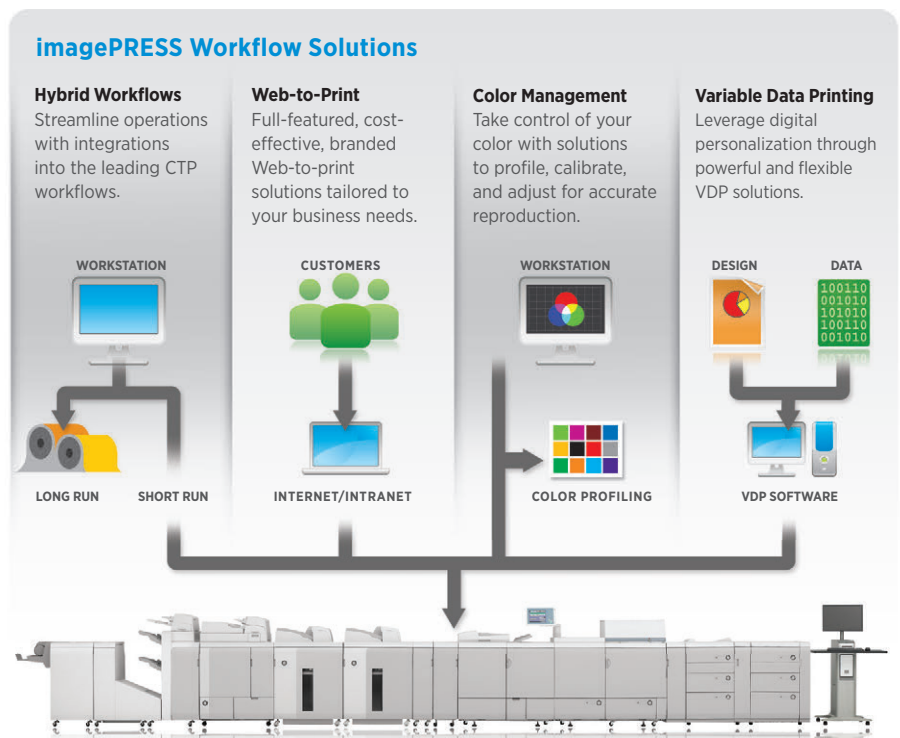 imagePRESS Workflow Solutions
Hybrid Workflows
Streamline operations
with integrations
into the leading CTP
workflows.
WORKSTATION
LONG RUN
SHORT RUN
Web-to-Print
Full-featured, cost-
effective, branded
Web-to-print
solutions tailored to
your business needs.
CUSTOMERS
INTERNET/INTRANET
Color Management
Take control of your
color with solutions
to profile, calibrate,
and adjust for accurate
reproduction.
WORKSTATION
COLOR PROFILING
Variable Data Printing
Leverage digital
personalization through
powerful and flexible
VDP solutions.
DESIGN
DATA
100110
001010
101010
100110
001010
VDP SOFTWARE